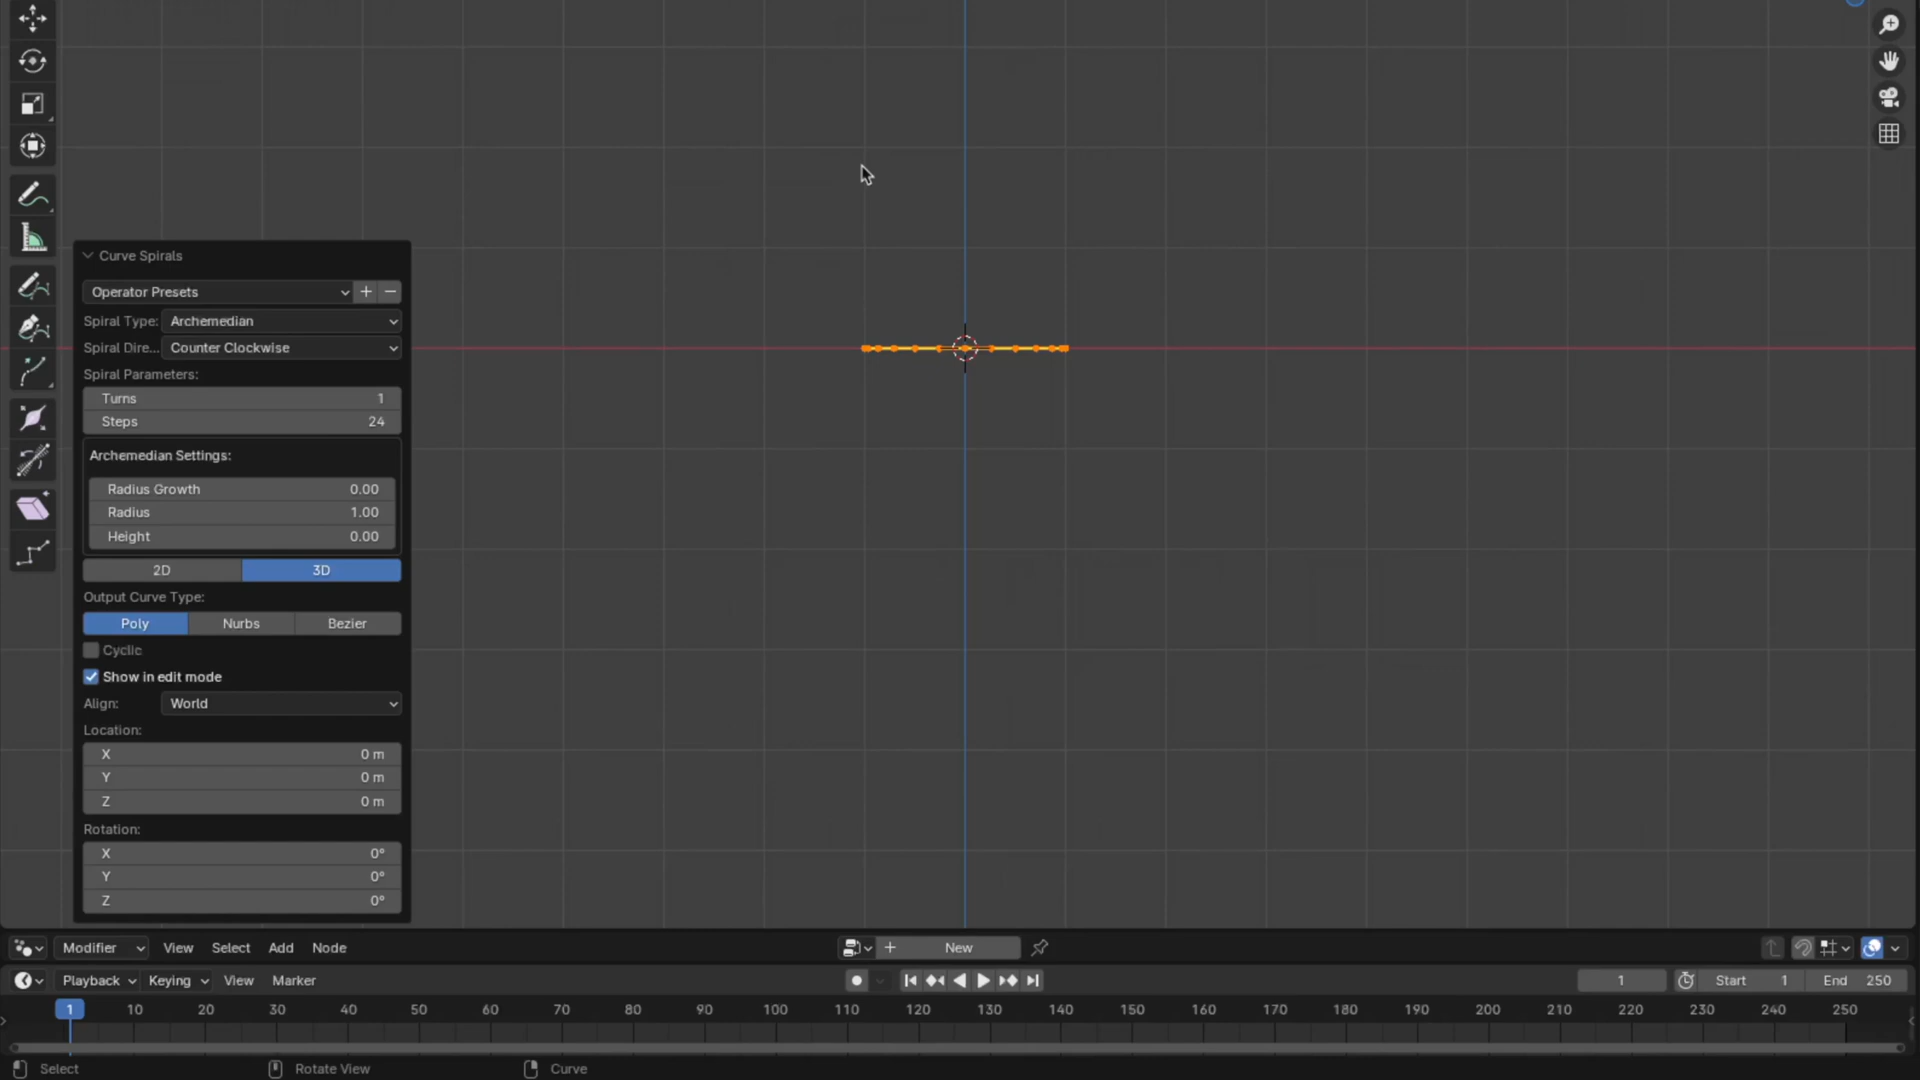 Curve Spirals
Operator Presets
Spiral Type: Archemedian
Spiral Dire... Counter Clockwise
Spiral Parameters:
Turns 1
Steps 24
Archemedian Settings:
Radius Growth 0.00
Radius 1.00
Height 0.00
2D 3D
Output Curve Type:
Poly Nurbs Bezier
Cyclic
Show in edit mode
Align: World
Location:
X 0 m
Y 0 m
Z 0 m
Rotation:
X 0°
Y 0°
Z 0°
Modifier View Select Add Node New
Playback Keying View Marker 1 Start 1 End 250
1 10 20 30 40 50 60 70 80 90 100 110 120 130 140 150 160 170 180 190 200 210 220 230 240 250
Select Rotate View Curve